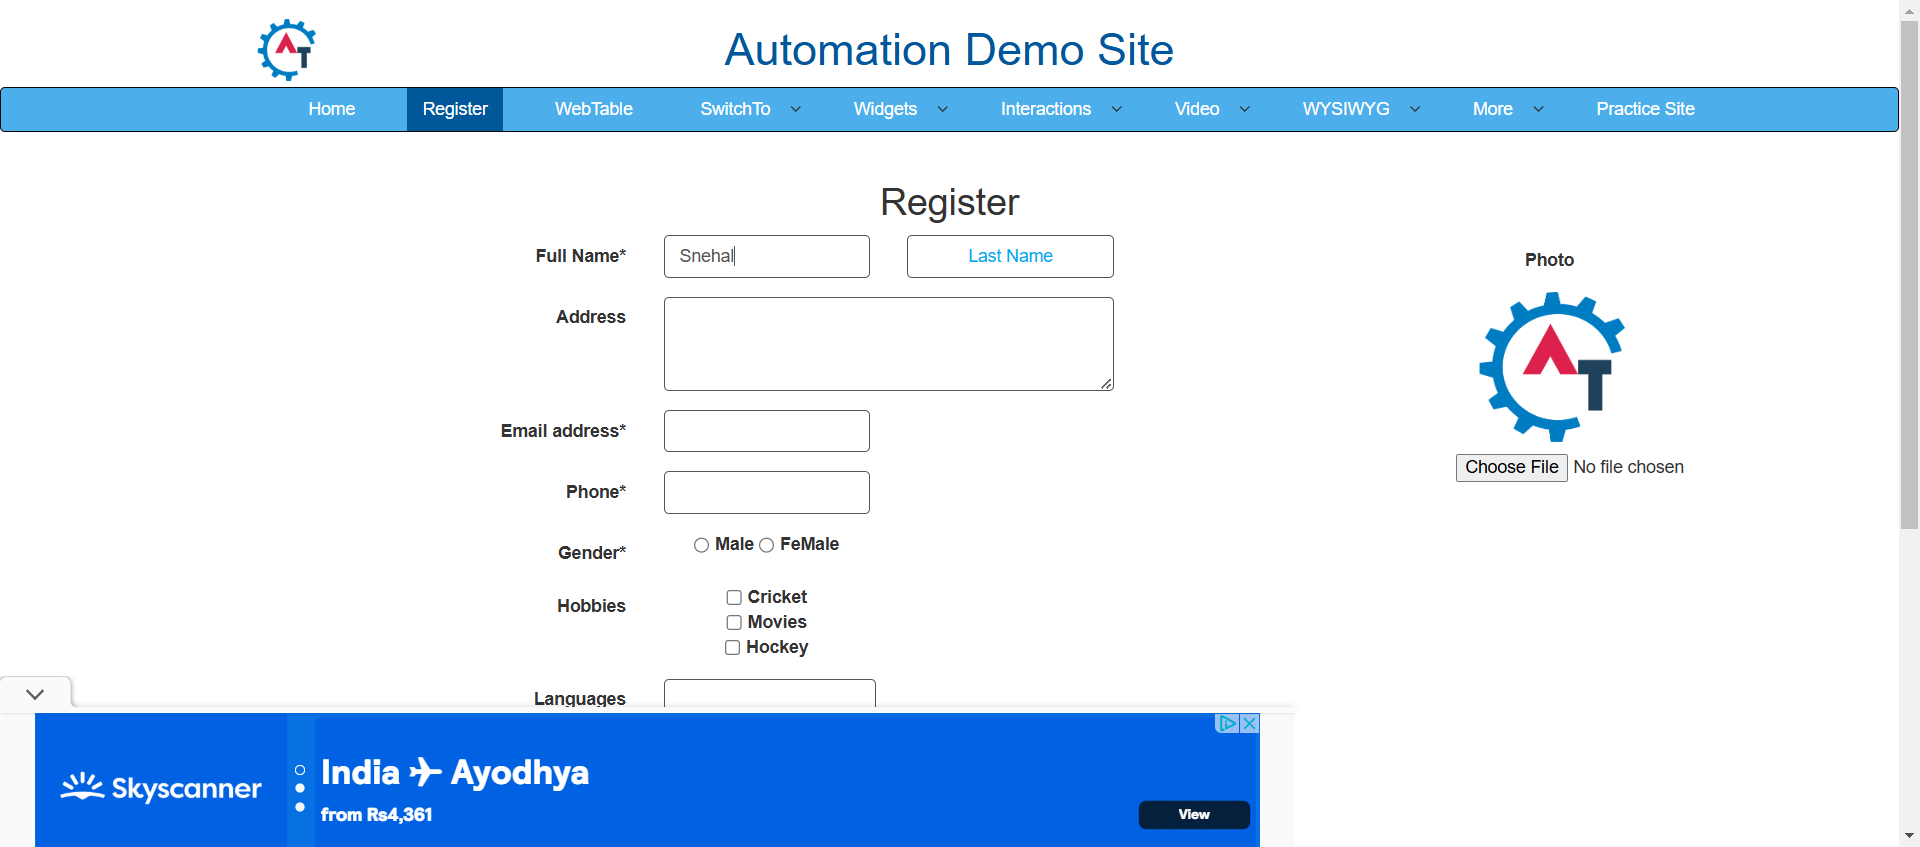 AT
Automation Demo Site
Home Register WebTable SwitchTo Widgets Interactions Video WYSIWYG More Practice Site
Register
Full Name* Snehal Last Name
Photo
Address
AT
Email address*
Choose File No file chosen
Phone*
Gender* Male FeMale
Hobbies Cricket
Movies
Hockey
Languages
Skyscanner
India Ayodhya
from Rs4,361
View